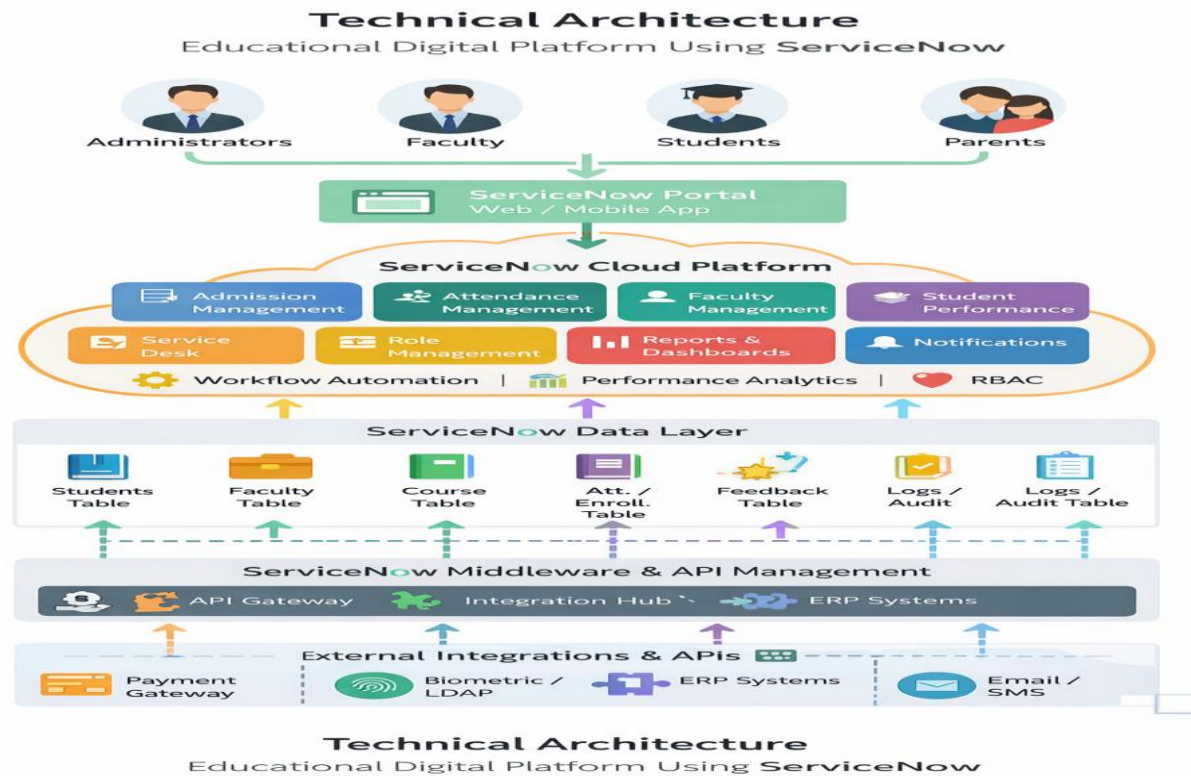 Technical Architecture
Educational Digital Platform Using ServiceNow
Administrators
Faculty
Students
Parents
ServiceNow Portal
Web / Mobile App
ServiceNow Cloud Platform
Admission
Management
Attendance
Management
Faculty
Management
Student
Performance
Service
Desk
Role
Management
Reports &
Dashboards
Notifications
Workflow Automation | Performance Analytics | RBAC
ServiceNow Data Layer
Students
Table
Faculty
Table
Course
Table
Att. /
Enroll.
Table
Feedback
Table
Logs /
Audit
Logs /
Audit Table
ServiceNow Middleware & API Management
API Gateway
Integration Hub
ERP Systems
External Integrations & APIs
Payment
Gateway
Biometric /
LDAP
ERP Systems
Email /
SMS
Technical Architecture
Educational Digital Platform Using ServiceNow